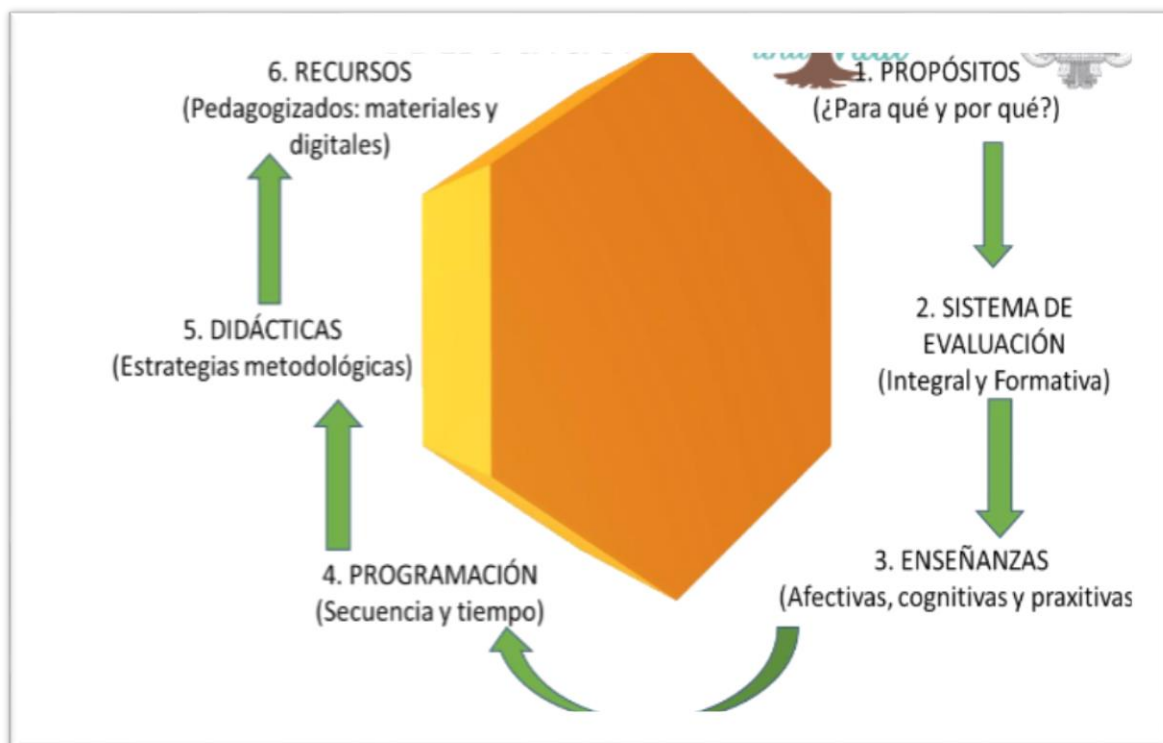 1. PROPÓSITOS
(¿Para qué y por qué?)
2. SISTEMA DE
EVALUACIÓN
(Integral y Formativa)
3. ENSEÑANZAS
(Afectivas, cognitivas y praxitivas
4. PROGRAMACIÓN
(Secuencia y tiempo)
5. DIDÁCTICAS
(Estrategias metodológicas)
6. RECURSOS
(Pedagogizados: materiales y
digitales)